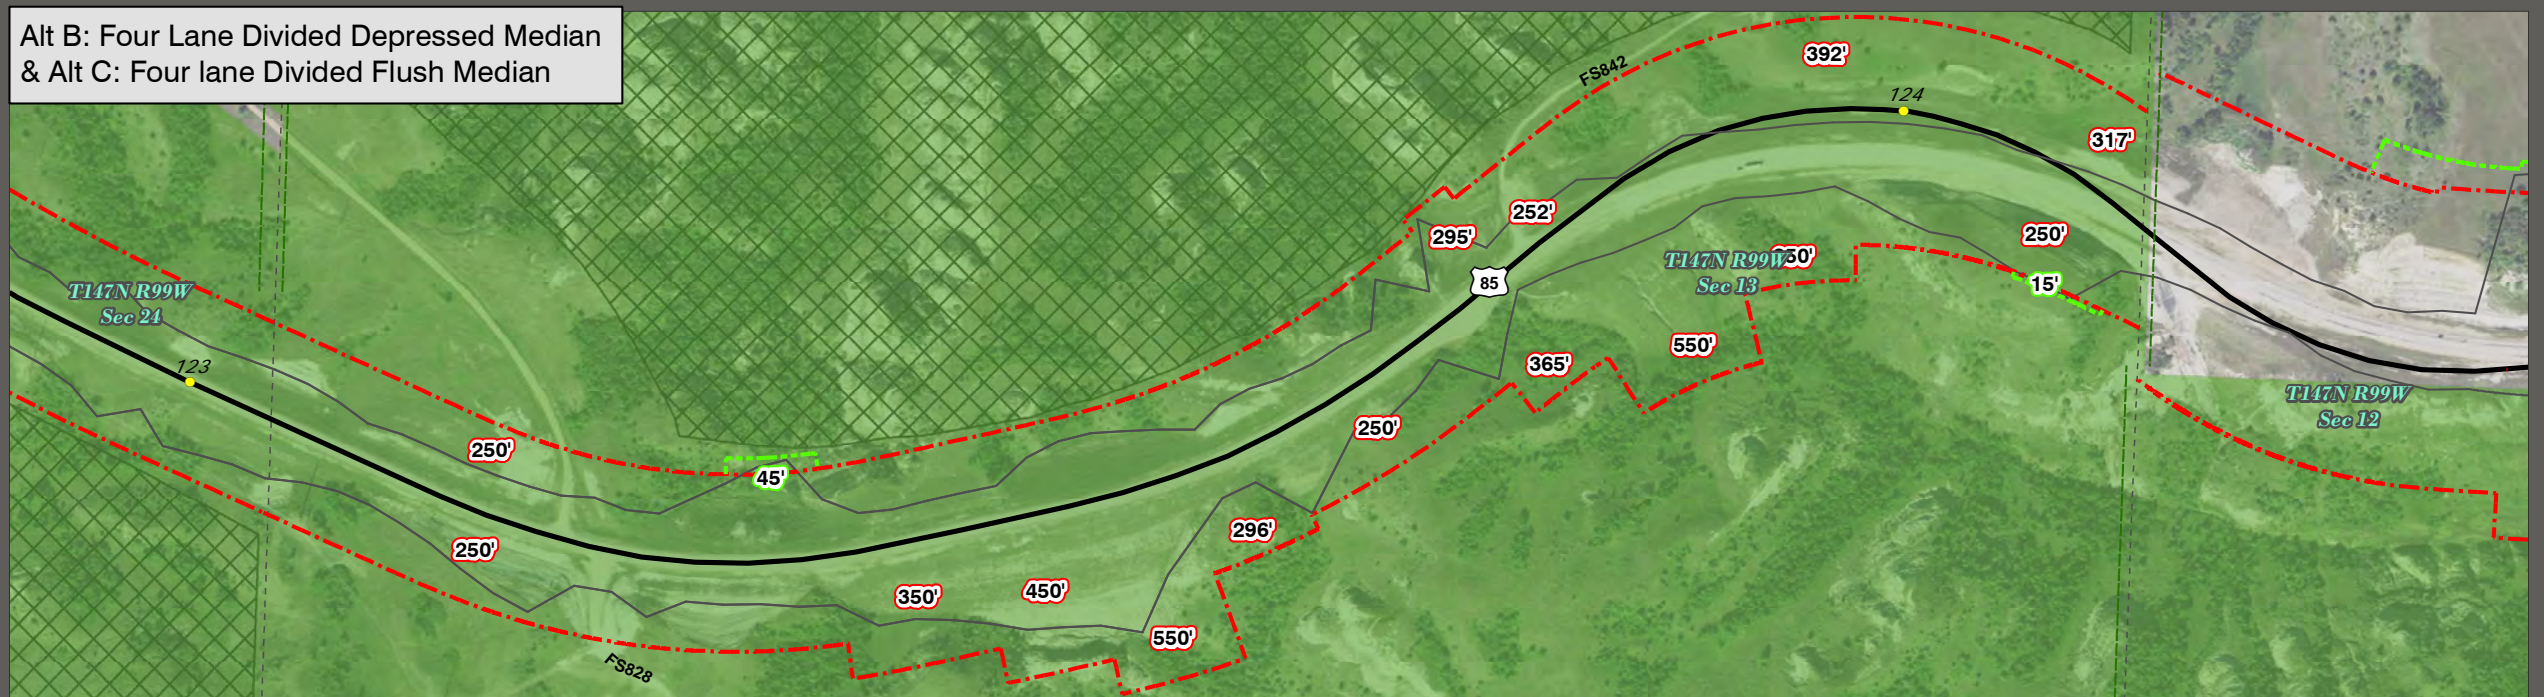 Alt B: Four Lane Divided Depressed Median
& Alt C: Four lane Divided Flush Median
FS842
392'
124
317'
252'
295'
250'
T147N R99W
Sec 13
85
15'
T147N R99W
Sec 24
123
550'
365'
T147N R99W
Sec 12
250'
250'
45'
296'
250'
350'
450'
550'
FS828